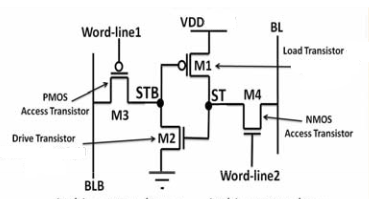 Word-line1
VDD
BL
Load Transistor
M1
PMOS
Access Transistor
STB
ST
M4
M3
NMOS
Access Transistor
Drive Transistor
M2
Word-line2
BLB